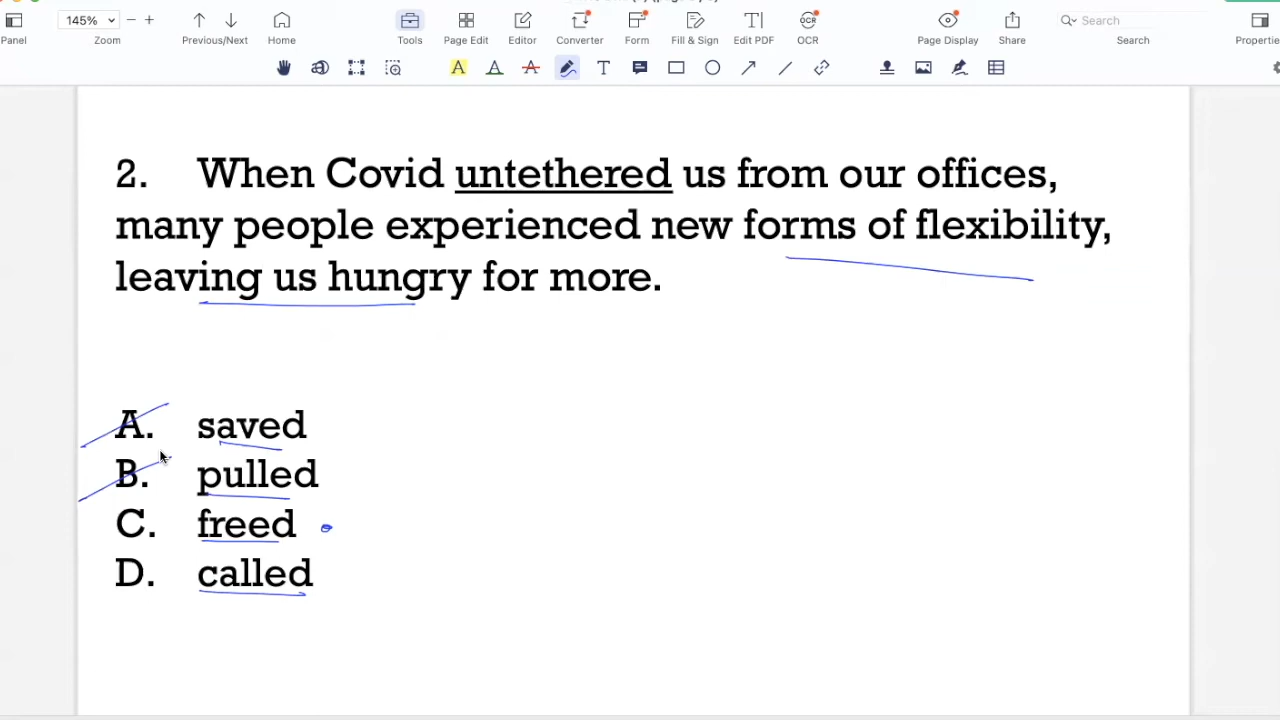 145%
Panel Zoom Previous/Next Home Tools Page Edit Editor Converter Form Fill & Sign Edit PDF OCR Page Display Share Search Search
2. When Covid untethered us from our offices,
many people experienced new forms of flexibility,
leaving us hungry for more.
A. saved
B. pulled
C. freed
D. called